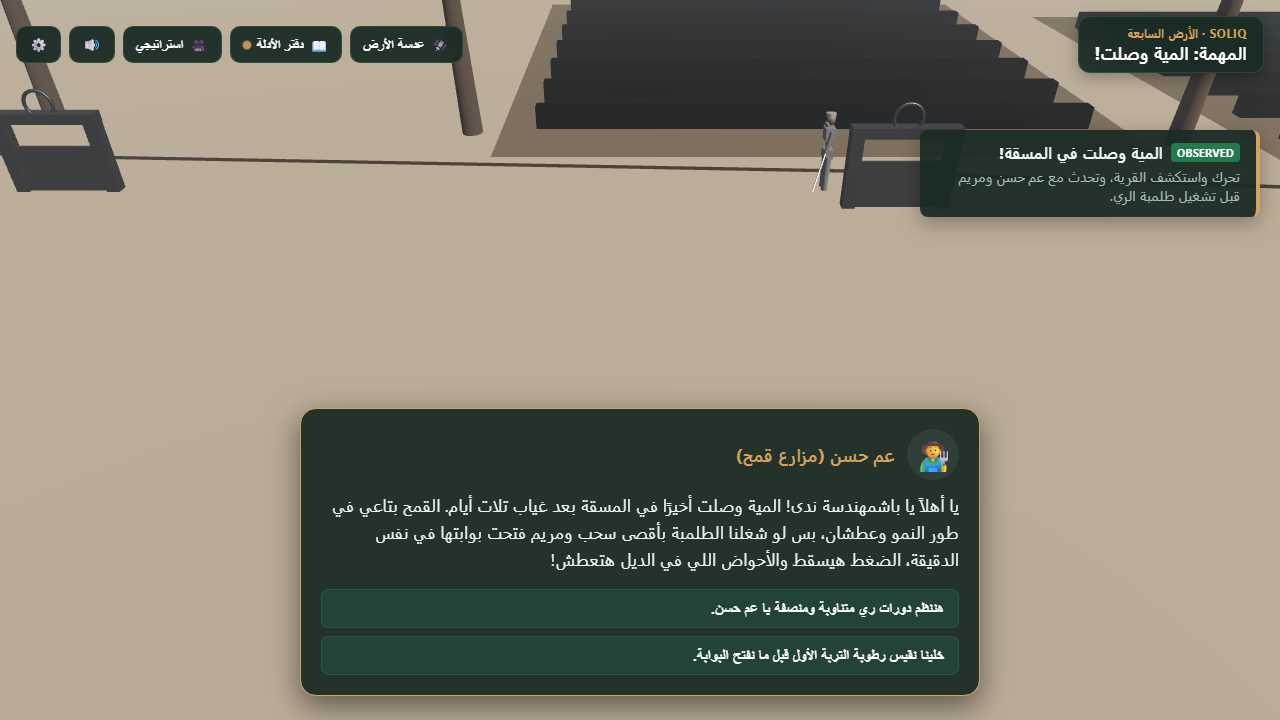 SOLIQ · الأرض السابعة
المهمة: المية وصلت!
عدسة الأرض
دفتر الأدلة
استراتيجي
OBSERVED المية وصلت في المسقة!
تحرك واستكشف القرية، وتحدث مع عم حسن ومريم
قبل تشغيل طلمبة الري.
عم حسن (مزارع قمح)
يا أهلاً يا باشمهندسة ندى! المية وصلت أخيرًا في المسقة بعد غياب تلات أيام. القمح بتاعي في
طور النمو وعطشان، بس لو شغلنا الطلمبة بأقصى سحب ومريم فتحت بوابتها في نفس
الدقيقة، الضغط هيسقط والأحواض اللي في الديل هتعطش!
هننظم دورات ري متناوبة ومنصفة يا عم حسن.
خلينا نقيس رطوبة التربة الأول قبل ما نفتح البوابة.